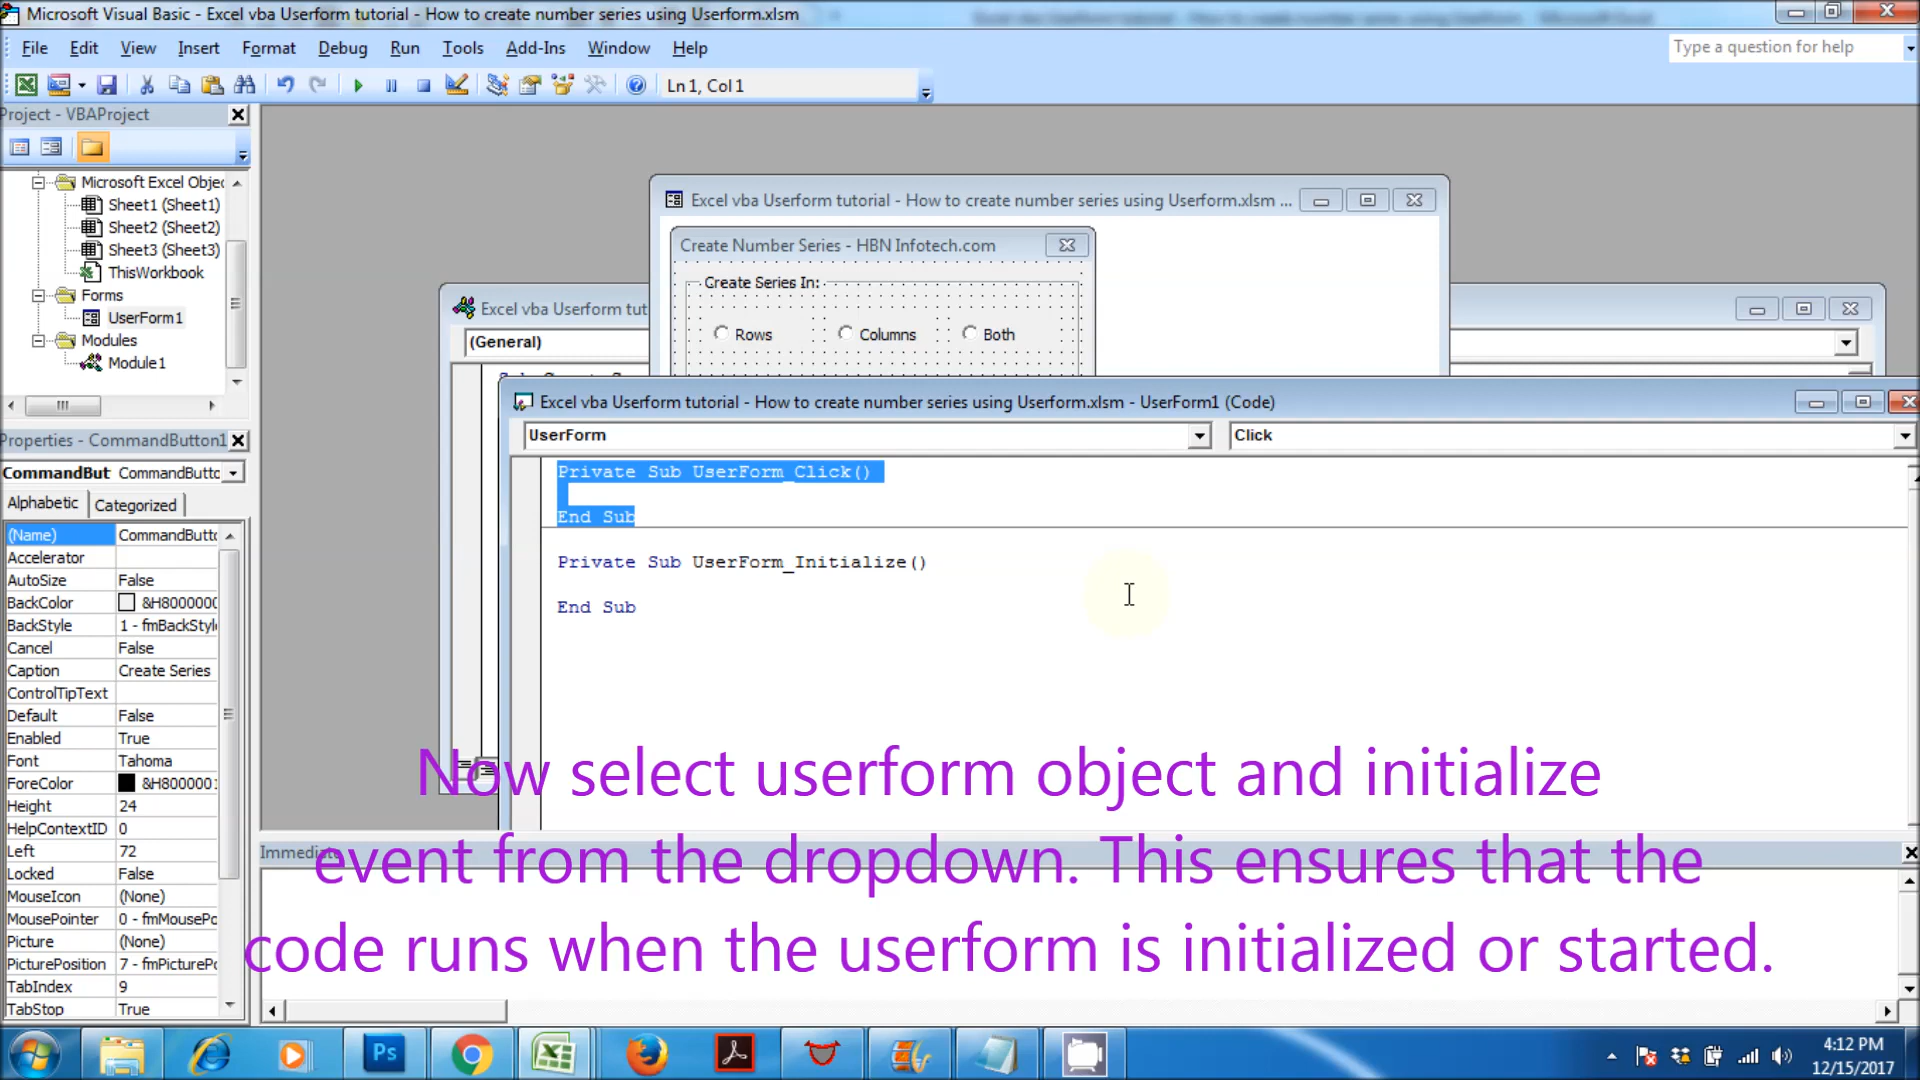 Microsoft Visual Basic - Excel vba Userform tutorial - How to create number series using Userform.xlsm
File Edit View Insert Format Debug Run Tools Add-Ins Window Help
Type a question for help
Ln 1, Col 1
Project - VBAProject
Microsoft Excel Objec
Sheet1 (Sheet1)
Sheet2 (Sheet2)
Sheet3 (Sheet3)
ThisWorkbook
Forms
UserForm1
Modules
Module1
Excel vba Userform tutorial - How to create number series using Userform.xlsm ...
Create Number Series - HBN Infotech.com
Create Series In:
Rows Columns Both
Excel vba Userform tut
(General)
Excel vba Userform tutorial - How to create number series using Userform.xlsm - UserForm1 (Code)
UserForm Click
Private Sub UserForm_Click()
End Sub
Private Sub UserForm_Initialize()
End Sub
Properties - CommandButton1
CommandBut CommandButto
Alphabetic Categorized
(Name) CommandButto
Accelerator
AutoSize False
BackColor &H8000000
BackStyle 1 - fmBackStyl
Cancel False
Caption Create Series
ControlTipText
Default False
Enabled True
Font Tahoma
ForeColor &H8000001
Height 24
HelpContextID 0
Left 72
Locked False
MouseIcon (None)
MousePointer 0 - fmMousePo
Picture (None)
PicturePosition 7 - fmPicturePo
TabIndex 9
TabStop True
Immediate
Now select userform object and initialize
event from the dropdown. This ensures that the
code runs when the userform is initialized or started.
Ps
4:12 PM
12/15/2017